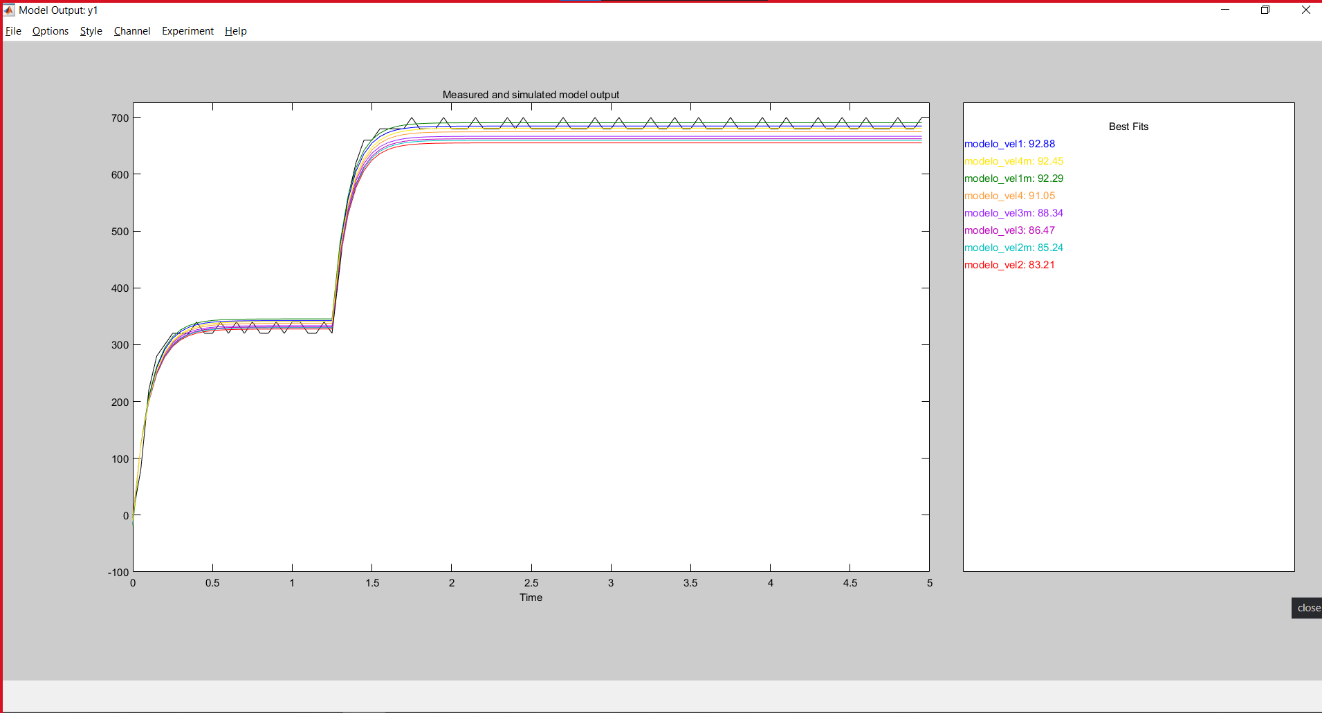 Model Output: y1
File Options Style Channel Experiment Help
Measured and simulated model output
700
600
500
400
300
200
100
0
-100
0 0.5 1 1.5 2 2.5 3 3.5 4 4.5 5
Time
Best Fits
modelo_vel1: 92.88
modelo_vel4m: 92.45
modelo_vel1m: 92.29
modelo_vel4: 91.05
modelo_vel3m: 88.34
modelo_vel3: 86.47
modelo_vel2m: 85.24
modelo_vel2: 83.21
close